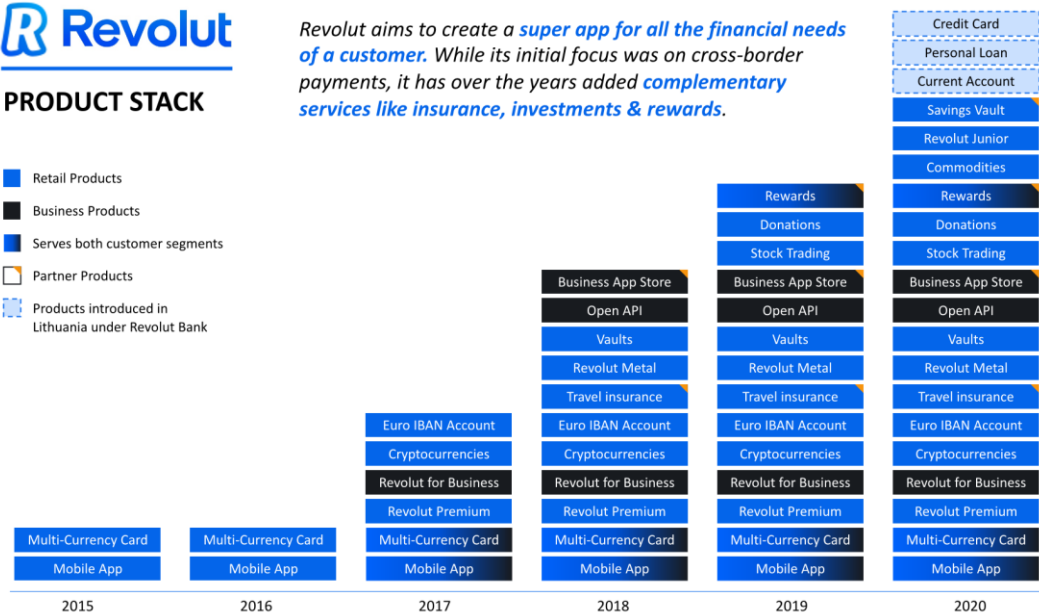 Revolut
PRODUCT STACK
Revolut aims to create a super app for all the financial needs
of a customer. While its initial focus was on cross-border
payments, it has over the years added complementary
services like insurance, investments & rewards.
Retail Products
Business Products
Serves both customer segments
Partner Products
Products introduced in
Lithuania under Revolut Bank
Multi-Currency Card
Mobile App
2015
Multi-Currency Card
Mobile App
2016
Euro IBAN Account
Cryptocurrencies
Revolut for Business
Revolut Premium
Multi-Currency Card
Mobile App
2017
Business App Store
Open API
Vaults
Revolut Metal
Travel insurance
Euro IBAN Account
Cryptocurrencies
Revolut for Business
Revolut Premium
Multi-Currency Card
Mobile App
2018
Rewards
Donations
Stock Trading
Business App Store
Open API
Vaults
Revolut Metal
Travel insurance
Euro IBAN Account
Cryptocurrencies
Revolut for Business
Revolut Premium
Multi-Currency Card
Mobile App
2019
Credit Card
Personal Loan
Current Account
Savings Vault
Revolut Junior
Commodities
Rewards
Donations
Stock Trading
Business App Store
Open API
Vaults
Revolut Metal
Travel insurance
Euro IBAN Account
Cryptocurrencies
Revolut for Business
Revolut Premium
Multi-Currency Card
Mobile App
2020